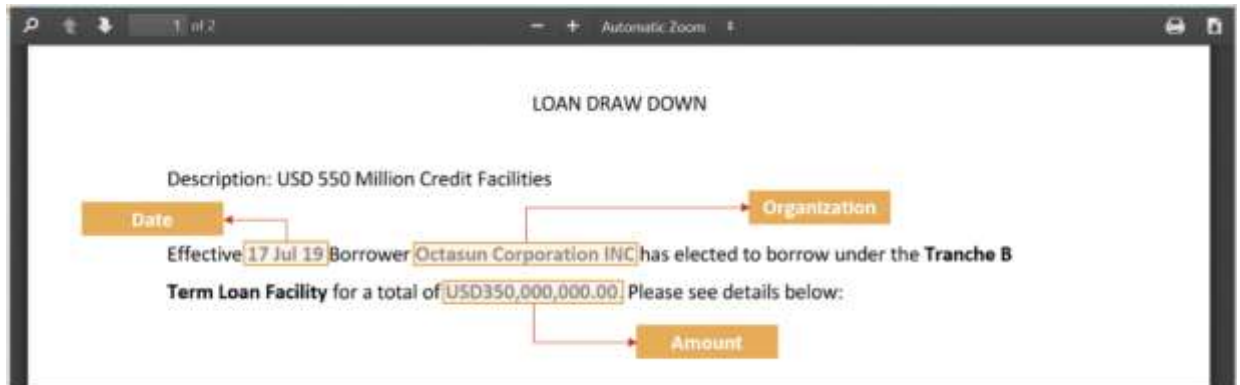 1 of 2 Automatic Zoom
LOAN DRAW DOWN
Description: USD 550 Million Credit Facilities
Date Organization
Effective 17 Jul 19 Borrower Octasun Corporation INC has elected to borrow under the Tranche B
Term Loan Facility for a total of USD350,000,000.00. Please see details below:
Amount